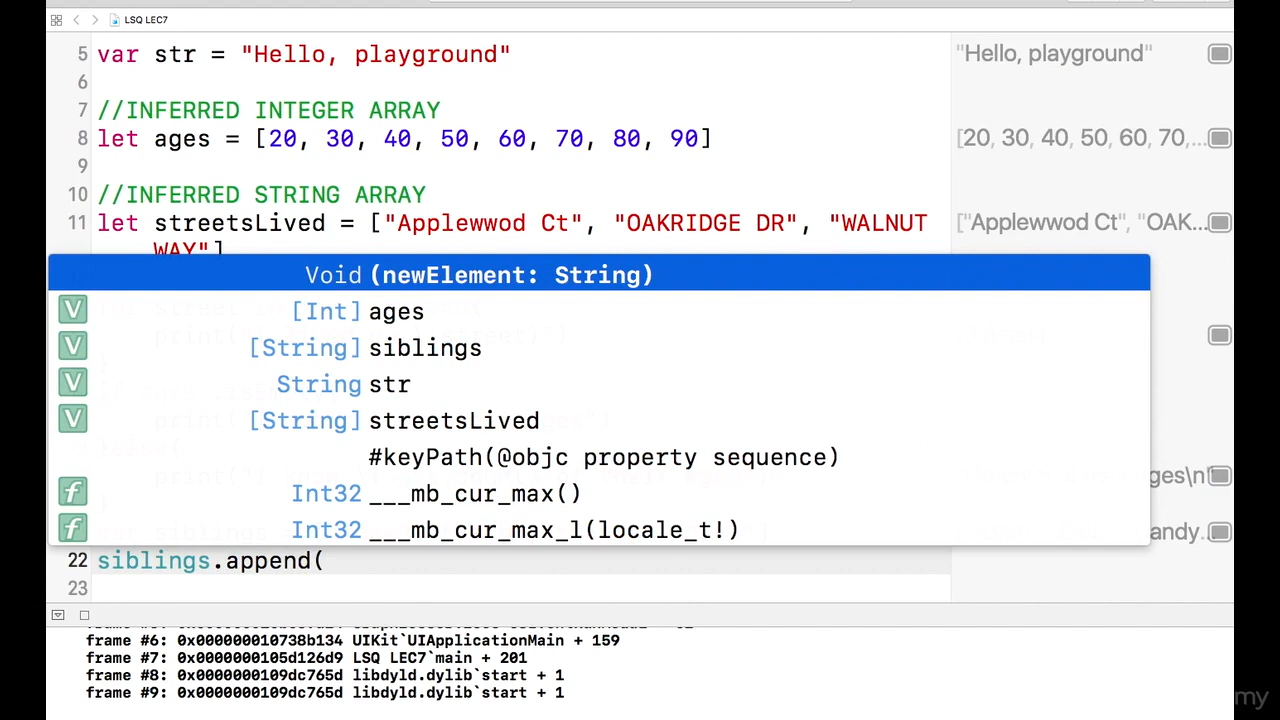 LSQ LEC7
5 var str = "Hello, playground"
"Hello, playground"
6
7 //INFERRED INTEGER ARRAY
8 let ages = [20, 30, 40, 50, 60, 70, 80, 90]
[20, 30, 40, 50, 60, 70,...
9
10 //INFERRED STRING ARRAY
11 let streetsLived = ["Applewwod Ct", "OAKRIDGE DR", "WALNUT
["Applewwod Ct", "OAK...
WAY"]
Void (newElement: String)
V [Int] ages
V [String] siblings
V String str
V [String] streetsLived
#keyPath(@objc property sequence)
f Int32 ___mb_cur_max()
ges\n"
f Int32 ___mb_cur_max_l(locale_t!)
andy...
22 siblings.append(
23
frame #6: 0x000000010738b134 UIKit`UIApplicationMain + 159
frame #7: 0x0000000105d126d9 LSQ LEC7`main + 201
frame #8: 0x0000000109dc765d libdyld.dylib`start + 1
frame #9: 0x0000000109dc765d libdyld.dylib`start + 1
my